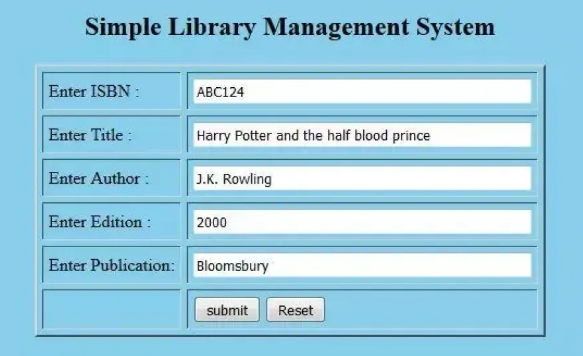 Simple Library Management System
Enter ISBN : ABC124
Enter Title : Harry Potter and the half blood prince
Enter Author : J.K. Rowling
Enter Edition : 2000
Enter Publication: Bloomsbury
submit Reset